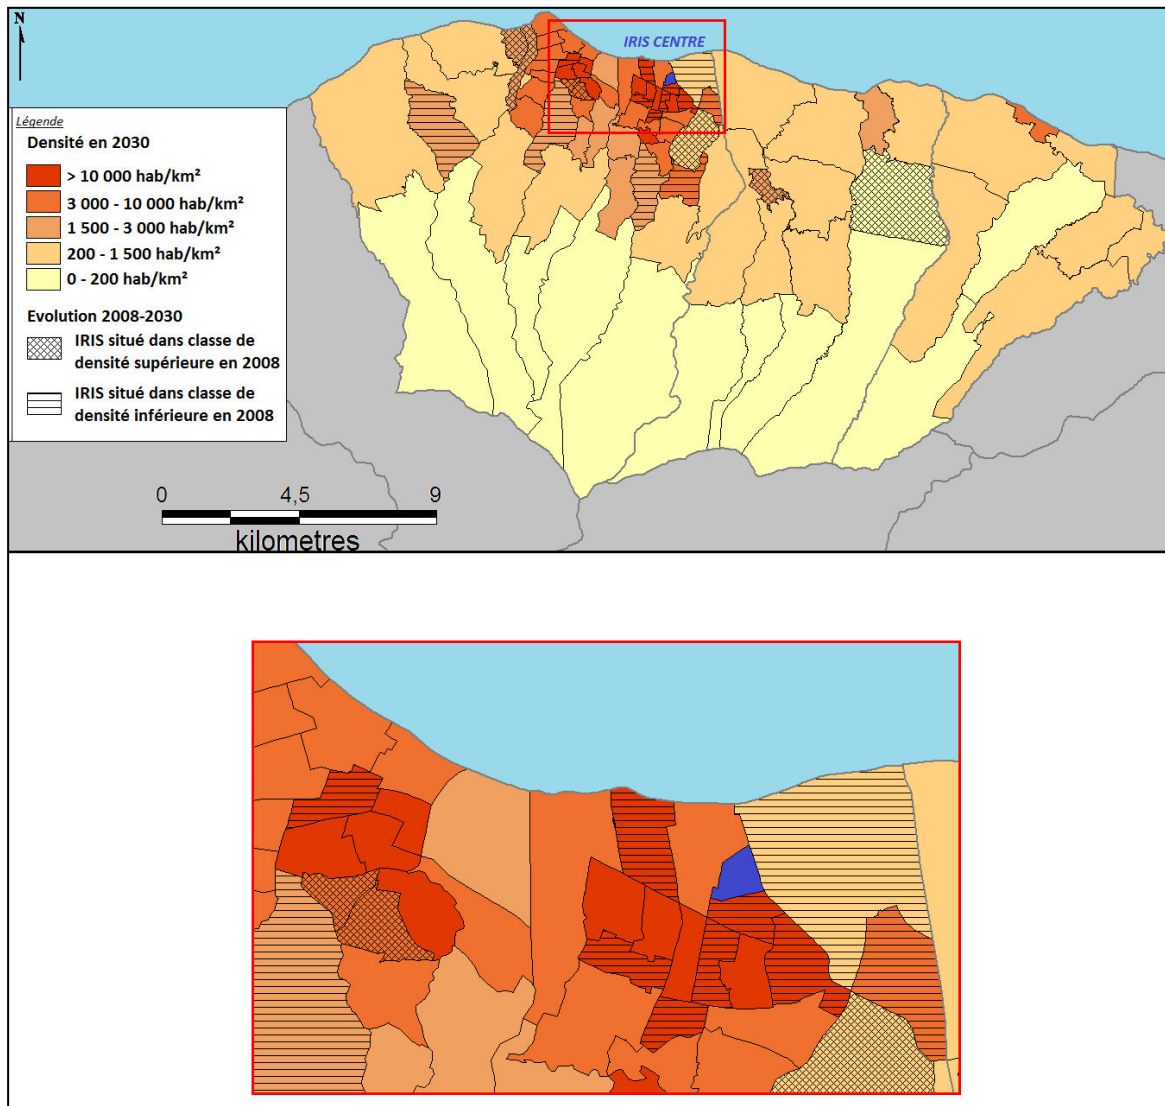 N
IRIS CENTRE
Légende
Densité en 2030
> 10 000 hab/km²
3 000 - 10 000 hab/km²
1 500 - 3 000 hab/km²
200 - 1 500 hab/km²
0 - 200 hab/km²
Evolution 2008-2030
IRIS situé dans classe de
densité supérieure en 2008
IRIS situé dans classe de
densité inférieure en 2008
0 4,5 9
kilometres